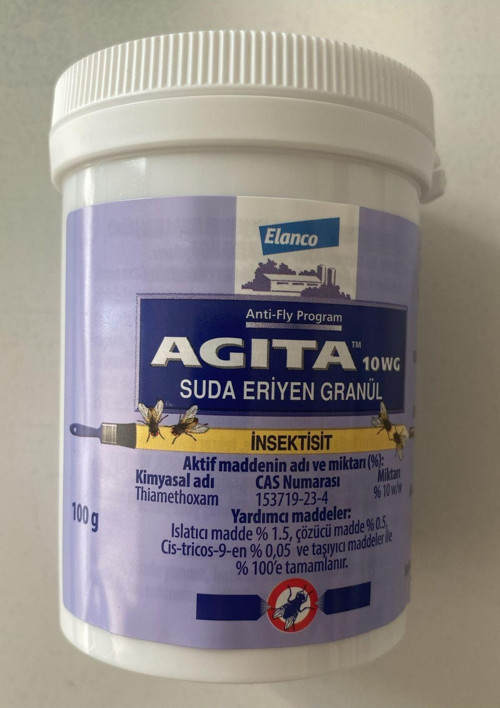 Elanco
Anti-Fly Program
AGITA™ 10 WG
SUDA ERİYEN GRANÜL
İNSEKTİSİT
Aktif maddenin adı ve miktarı (%):
Kimyasal adı CAS Numarası Miktarı
Thiamethoxam 153719-23-4 % 10 w/w
Yardımcı maddeler:
100 g
Islatıcı madde % 1.5, çözücü madde % 0.5,
Cis-tricos-9-en % 0,05 ve taşıyıcı maddeler ile
% 100'e tamamlanır.